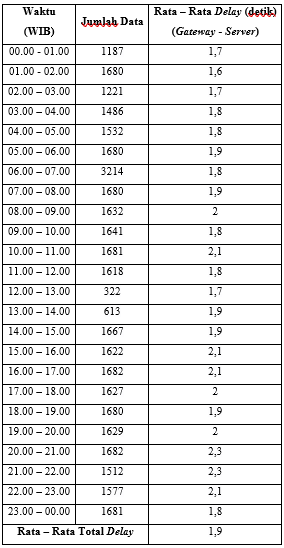 Waktu (WIB) Jumlah Data Rata – Rata Delay (detik) (Gateway - Server)
00.00 - 01.00 1187 1,7
01.00 - 02.00 1680 1,6
02.00 – 03.00 1221 1,7
03.00 – 04.00 1486 1,8
04.00 – 05.00 1532 1,8
05.00 – 06.00 1680 1,9
06.00 – 07.00 3214 1,8
07.00 – 08.00 1680 1,9
08.00 – 09.00 1632 2
09.00 – 10.00 1641 1,8
10.00 – 11.00 1681 2,1
11.00 – 12.00 1618 1,8
12.00 – 13.00 322 1,7
13.00 – 14.00 613 1,9
14.00 – 15.00 1667 1,9
15.00 – 16.00 1622 2,1
16.00 – 17.00 1682 2,1
17.00 – 18.00 1627 2
18.00 – 19.00 1680 1,9
19.00 – 20.00 1629 2
20.00 – 21.00 1682 2,3
21.00 – 22.00 1512 2,3
22.00 – 23.00 1577 2,1
23.00 – 00.00 1681 1,8
Rata – Rata Total Delay 1,9